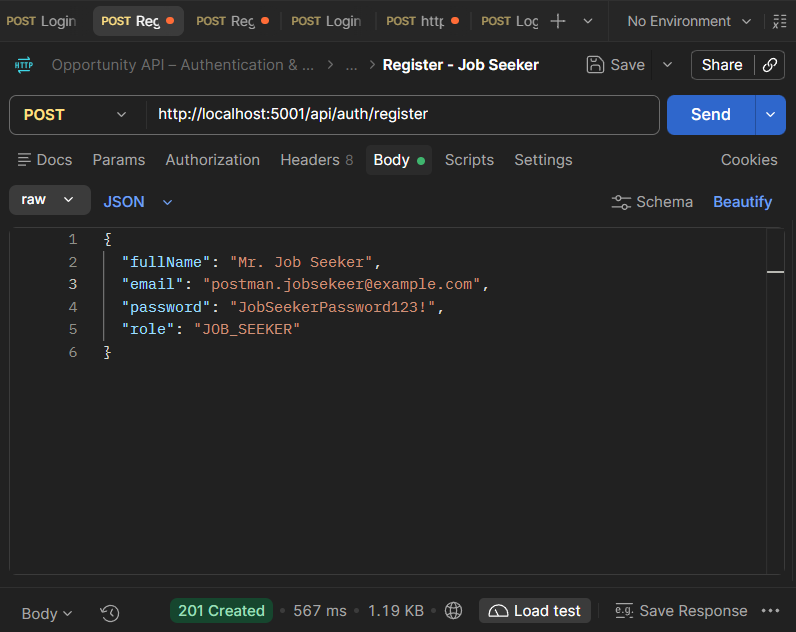 POST Login POST Reg POST Reg POST Login POST http POST Log No Environment
HTTP Opportunity API – Authentication & ... > ... > Register - Job Seeker Save Share
POST http://localhost:5001/api/auth/register Send
Docs Params Authorization Headers 8 Body Scripts Settings Cookies
raw JSON Schema Beautify
1 {
2 "fullName": "Mr. Job Seeker",
3 "email": "postman.jobsekeer@example.com",
4 "password": "JobSeekerPassword123!",
5 "role": "JOB_SEEKER"
6 }
Body 201 Created • 567 ms • 1.19 KB • Load test e.g. Save Response